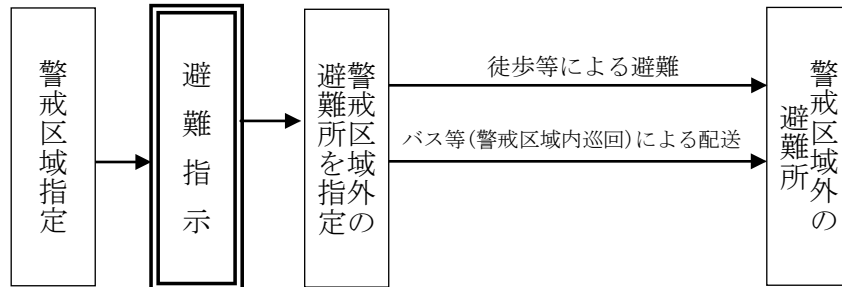 警戒区域指定
避難指示
警戒区域外の
避難所を指定
徒歩等による避難
バス等(警戒区域内巡回)による配送
警戒区域外の
避難所